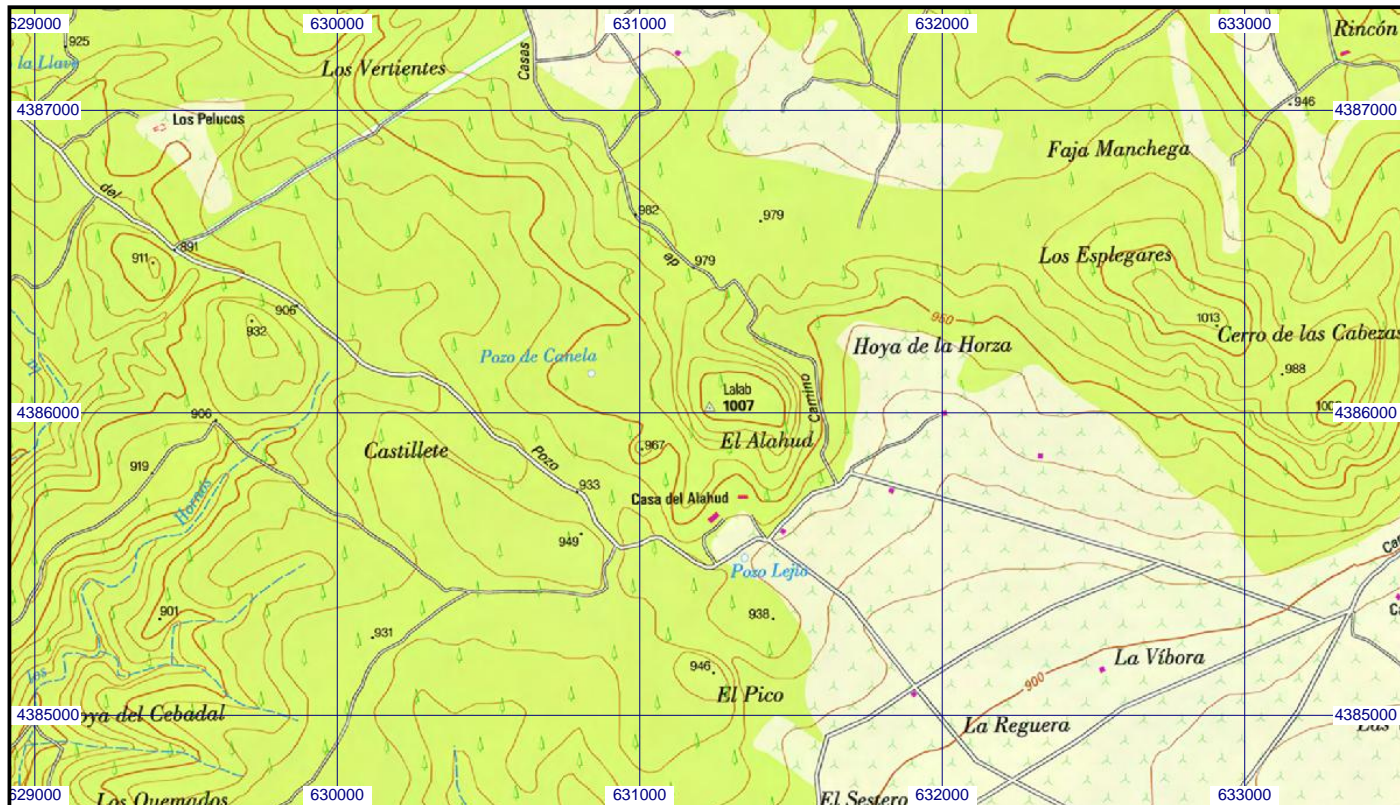 629000
630000
631000
632000
633000
Rincón
925
la Llave
Los Vertientes
Casas
4387000
4387000
946
Los Pelucos
Faja Manchega
del
982
979
891
911
979
de
Los Esplegares
906
932
950
1013
Cerro de las Cabezas
Hoya de la Horza
Pozo de Canela
988
Lalab
1007
Camino
4386000
4386000
906
El Alahud
967
Castillete
Pozo
919
933
Casa del Alahud
Hornos
949
Pozo Lejío
901
938
931
La Víbora
946
los
El Pico
900
oya del Cebadal
4385000
4385000
La Reguera
Los Quemados
El Sestero
629000
630000
631000
632000
633000